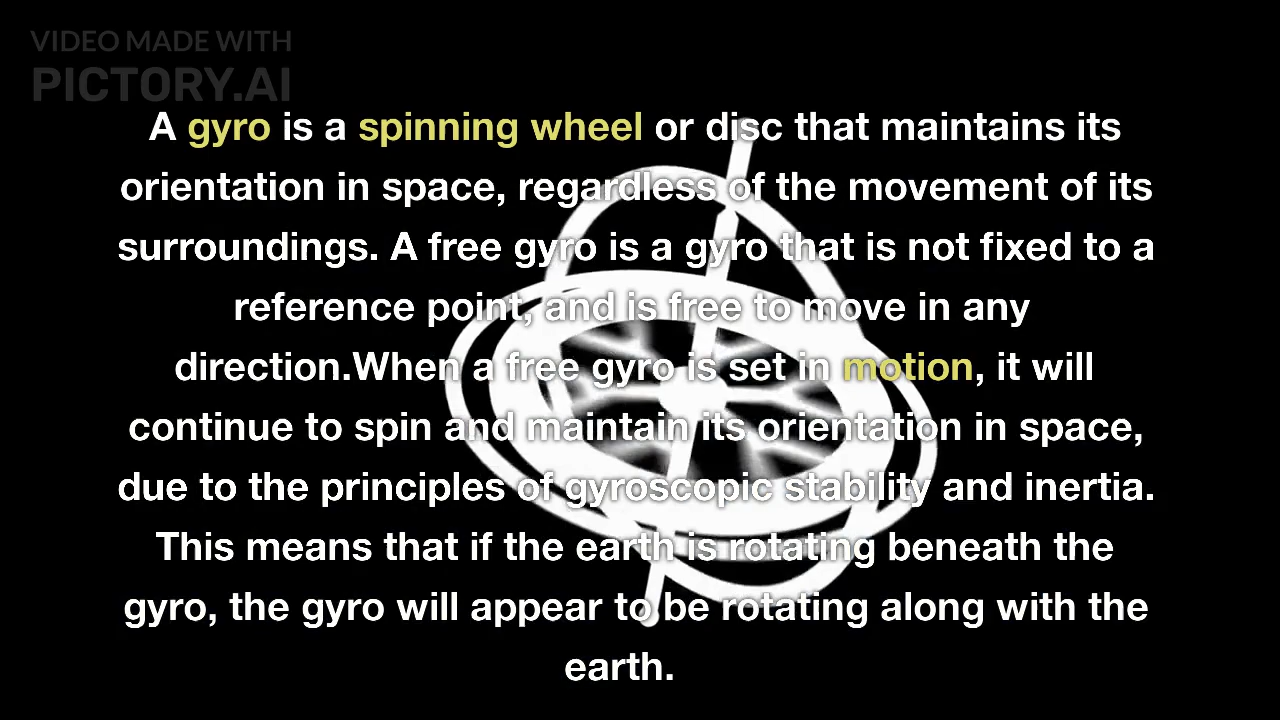 VIDEO MADE WITH
PICTORY.AI
A gyro is a spinning wheel or disc that maintains its
orientation in space, regardless of the movement of its
surroundings. A free gyro is a gyro that is not fixed to a
reference point, and is free to move in any
direction.When a free gyro is set in motion, it will
continue to spin and maintain its orientation in space,
due to the principles of gyroscopic stability and inertia.
This means that if the earth is rotating beneath the
gyro, the gyro will appear to be rotating along with the
earth.